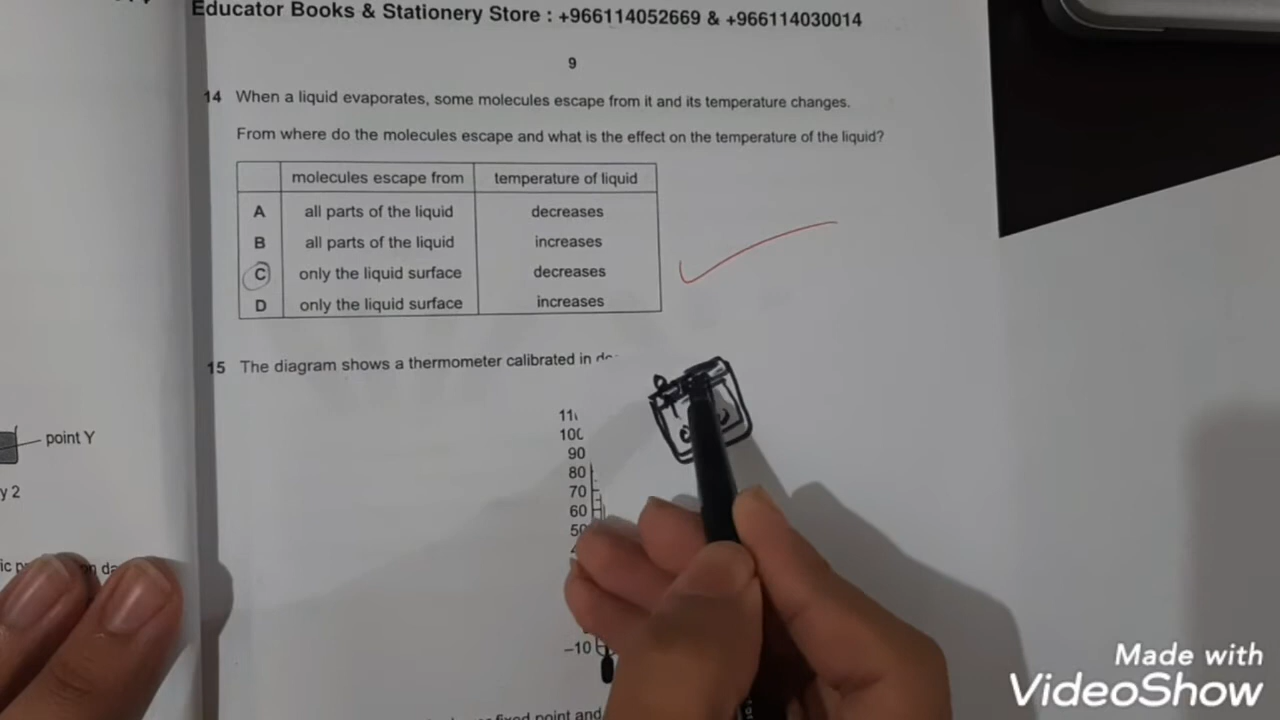 Educator Books & Stationery Store : +966114052669 & +966114030014
9
14 When a liquid evaporates, some molecules escape from it and its temperature changes.
From where do the molecules escape and what is the effect on the temperature of the liquid?
molecules escape from temperature of liquid
A all parts of the liquid decreases
B all parts of the liquid increases
C only the liquid surface decreases
D only the liquid surface increases
15 The diagram shows a thermometer calibrated in
100
90
80
70
60
–10
point Y
y 2
fixed point and
Made with
VideoShow